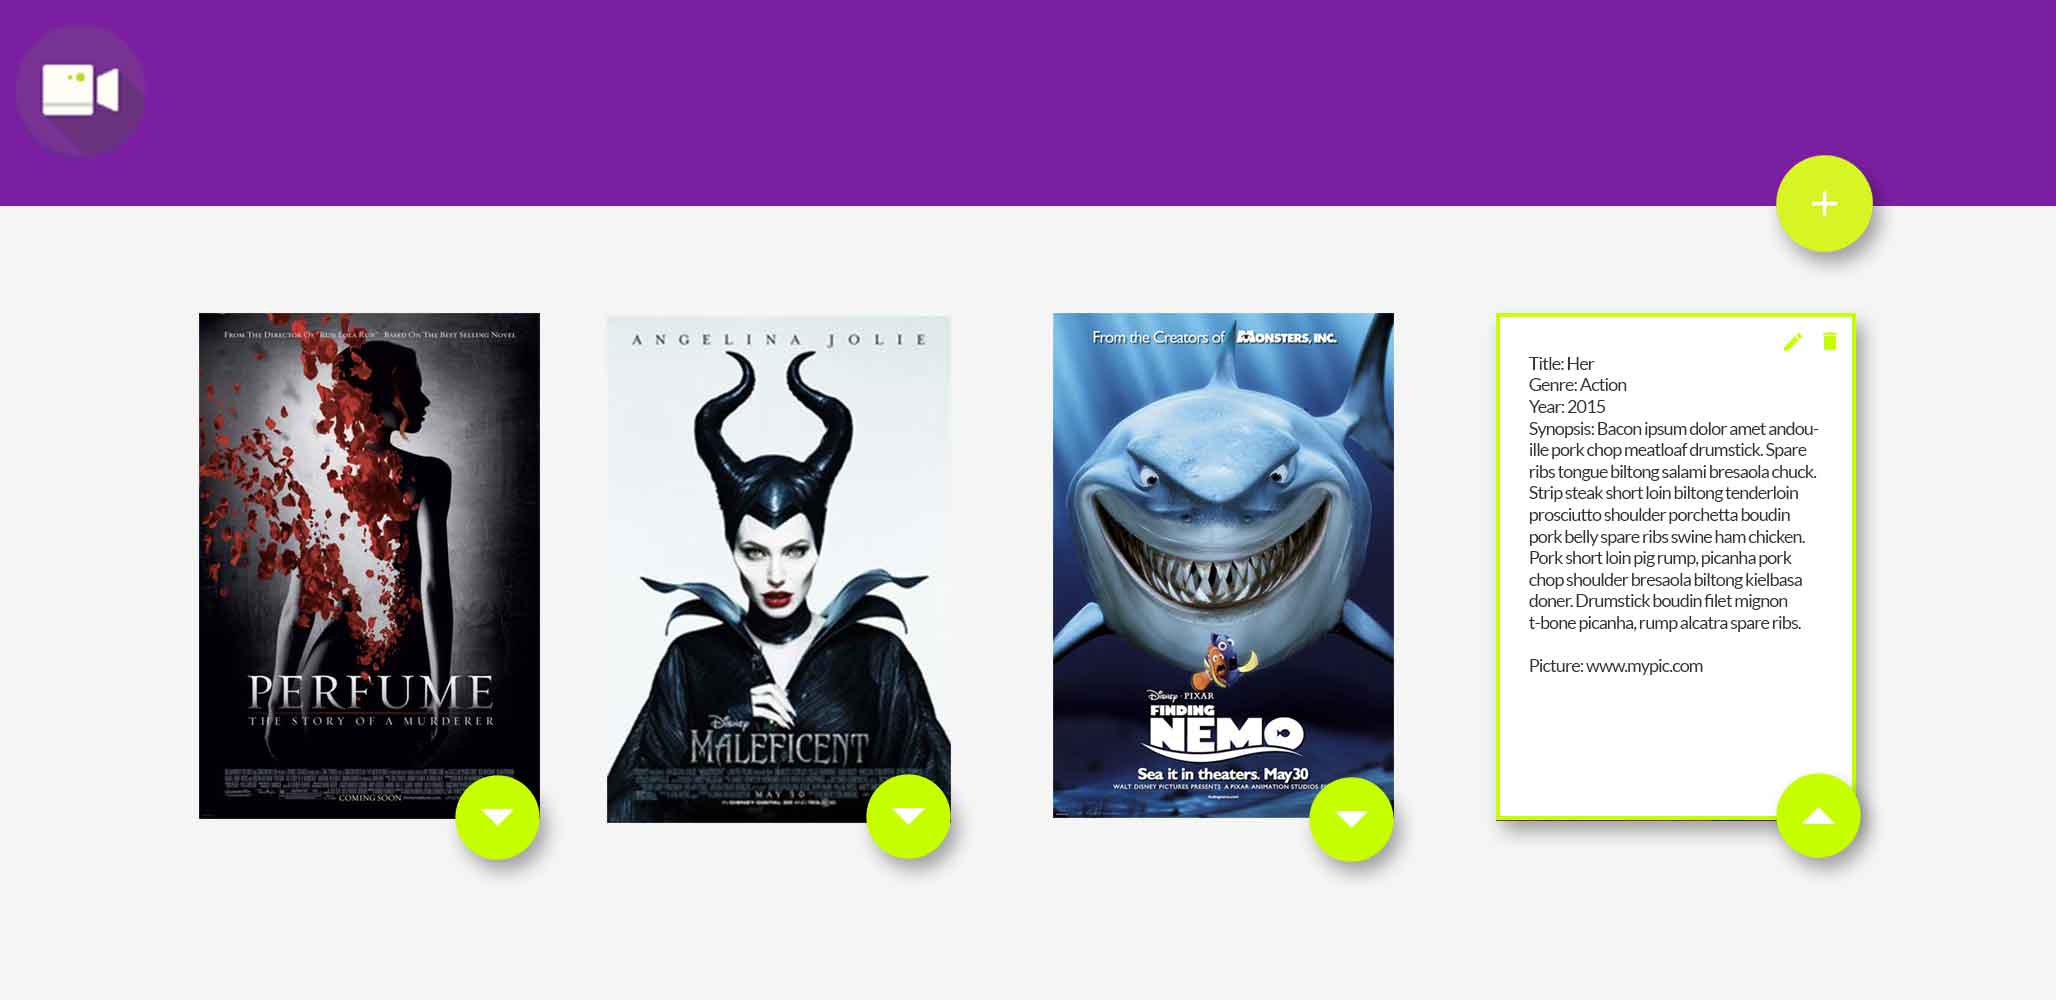 FROM THE DIRECTOR OF "RUN LOLA RUN" BASED ON THE BEST SELLING NOVEL
PERFUME
THE STORY OF A MURDERER
COMING SOON
ANGELINA JOLIE
Disney
MALEFICENT
MAY 30
From the Creators of MONSTERS, INC.
Disney · PIXAR
FINDING
NEMO
Sea it in theaters. May 30
WALT DISNEY PICTURES PRESENTS A PIXAR ANIMATION STUDIOS
Title: Her
Genre: Action
Year: 2015
Synopsis: Bacon ipsum dolor amet andou-
ille pork chop meatloaf drumstick. Spare
ribs tongue biltong salami bresaola chuck.
Strip steak short loin biltong tenderloin
prosciutto shoulder porchetta boudin
pork belly spare ribs swine ham chicken.
Pork short loin pig rump, picanha pork
chop shoulder bresaola biltong kielbasa
doner. Drumstick boudin filet mignon
t-bone picanha, rump alcatra spare ribs.
Picture: www.mypic.com